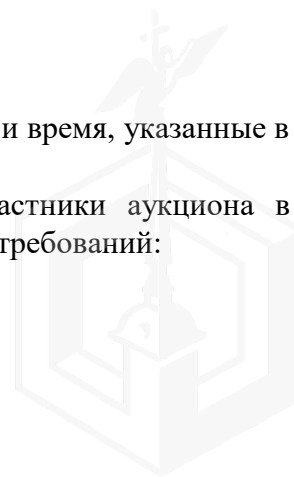 и время, указанные в
астники аукциона в
требований: